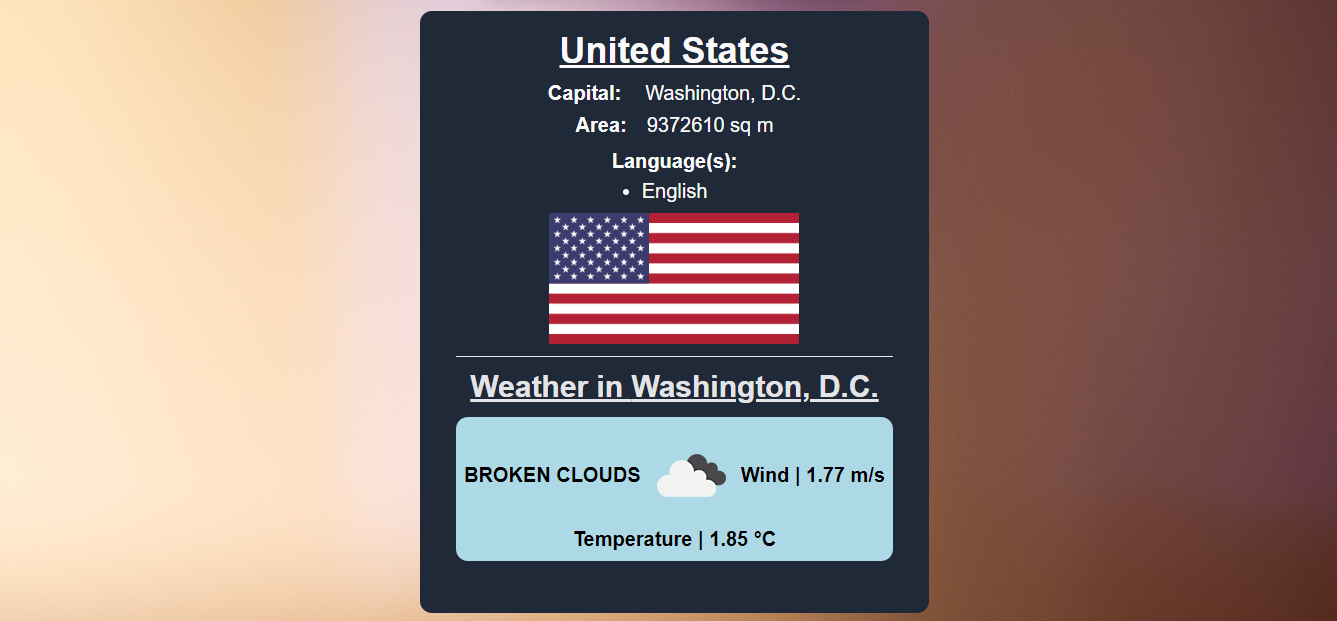 United States
Capital: Washington, D.C.
Area: 9372610 sq m
Language(s):
• English
Weather in Washington, D.C.
BROKEN CLOUDS Wind | 1.77 m/s
Temperature | 1.85 °C